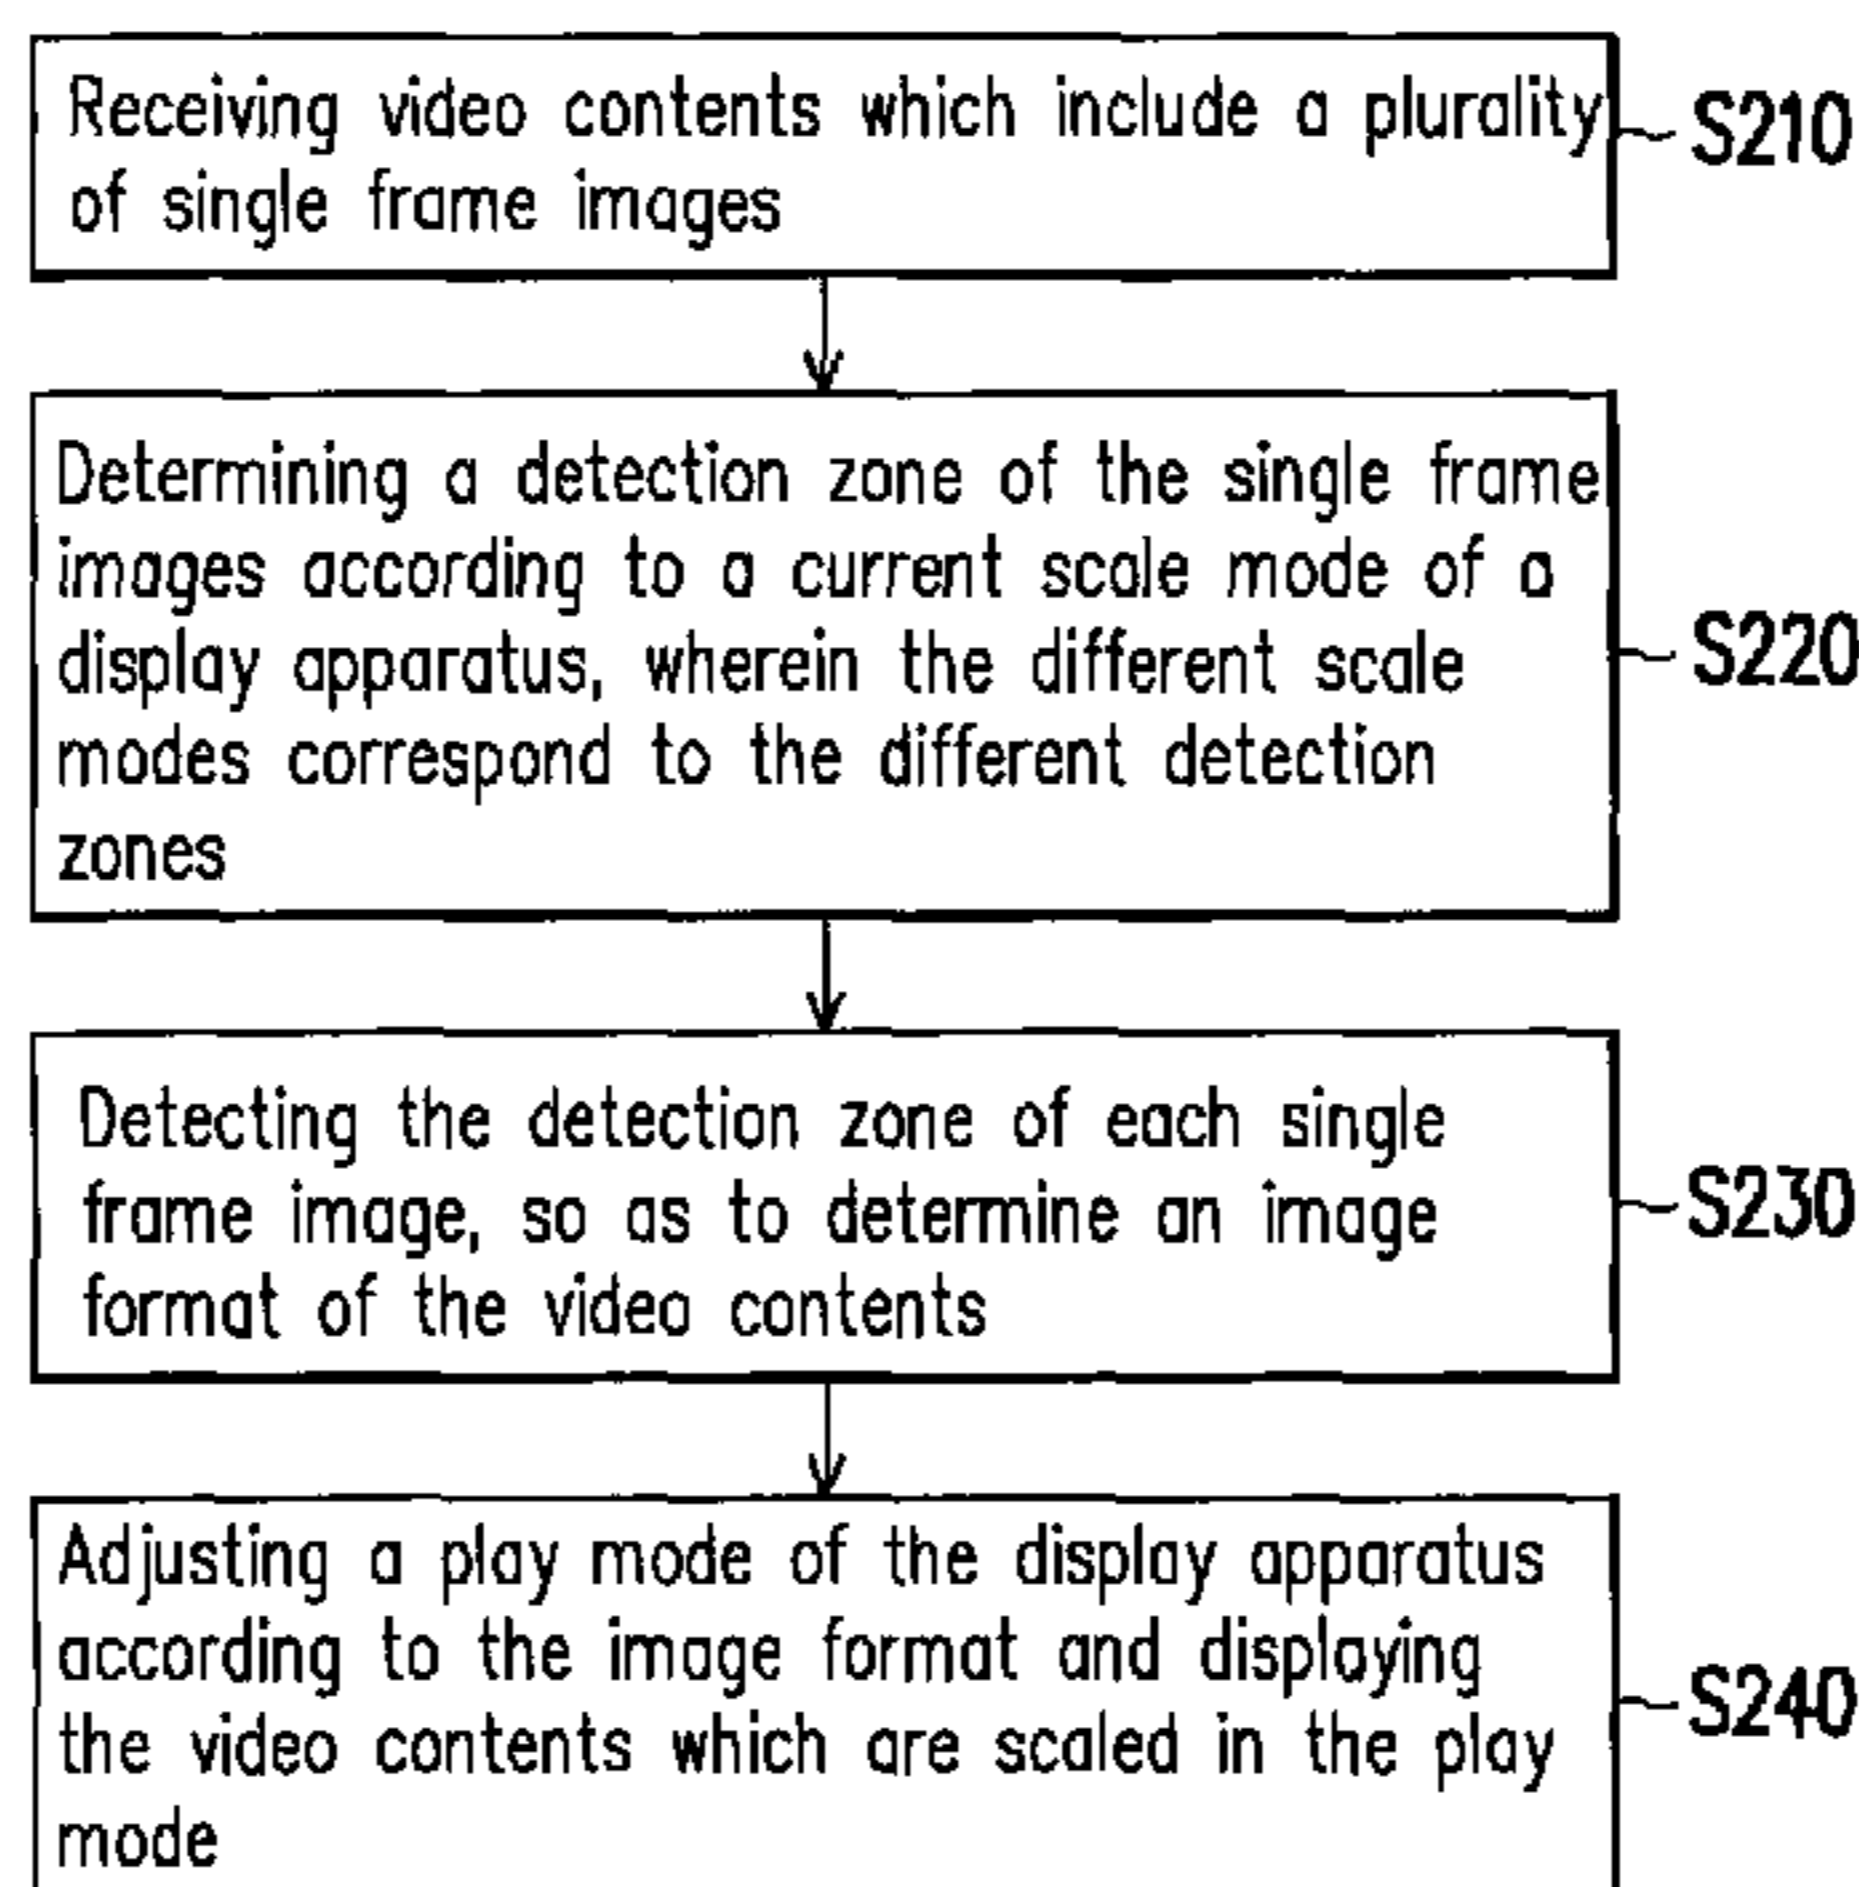 Receiving video contents which include a plurality
of single frame images
S210
Determining a detection zone of the single frame
images according to a current scale mode of a
display apparatus, wherein the different scale
modes correspond to the different detection
zones
S220
Detecting the detection zone of each single
frame image, so as to determine an image
format of the video contents
S230
Adjusting a play mode of the display apparatus
according to the image format and displaying
the video contents which are scaled in the play
mode
S240